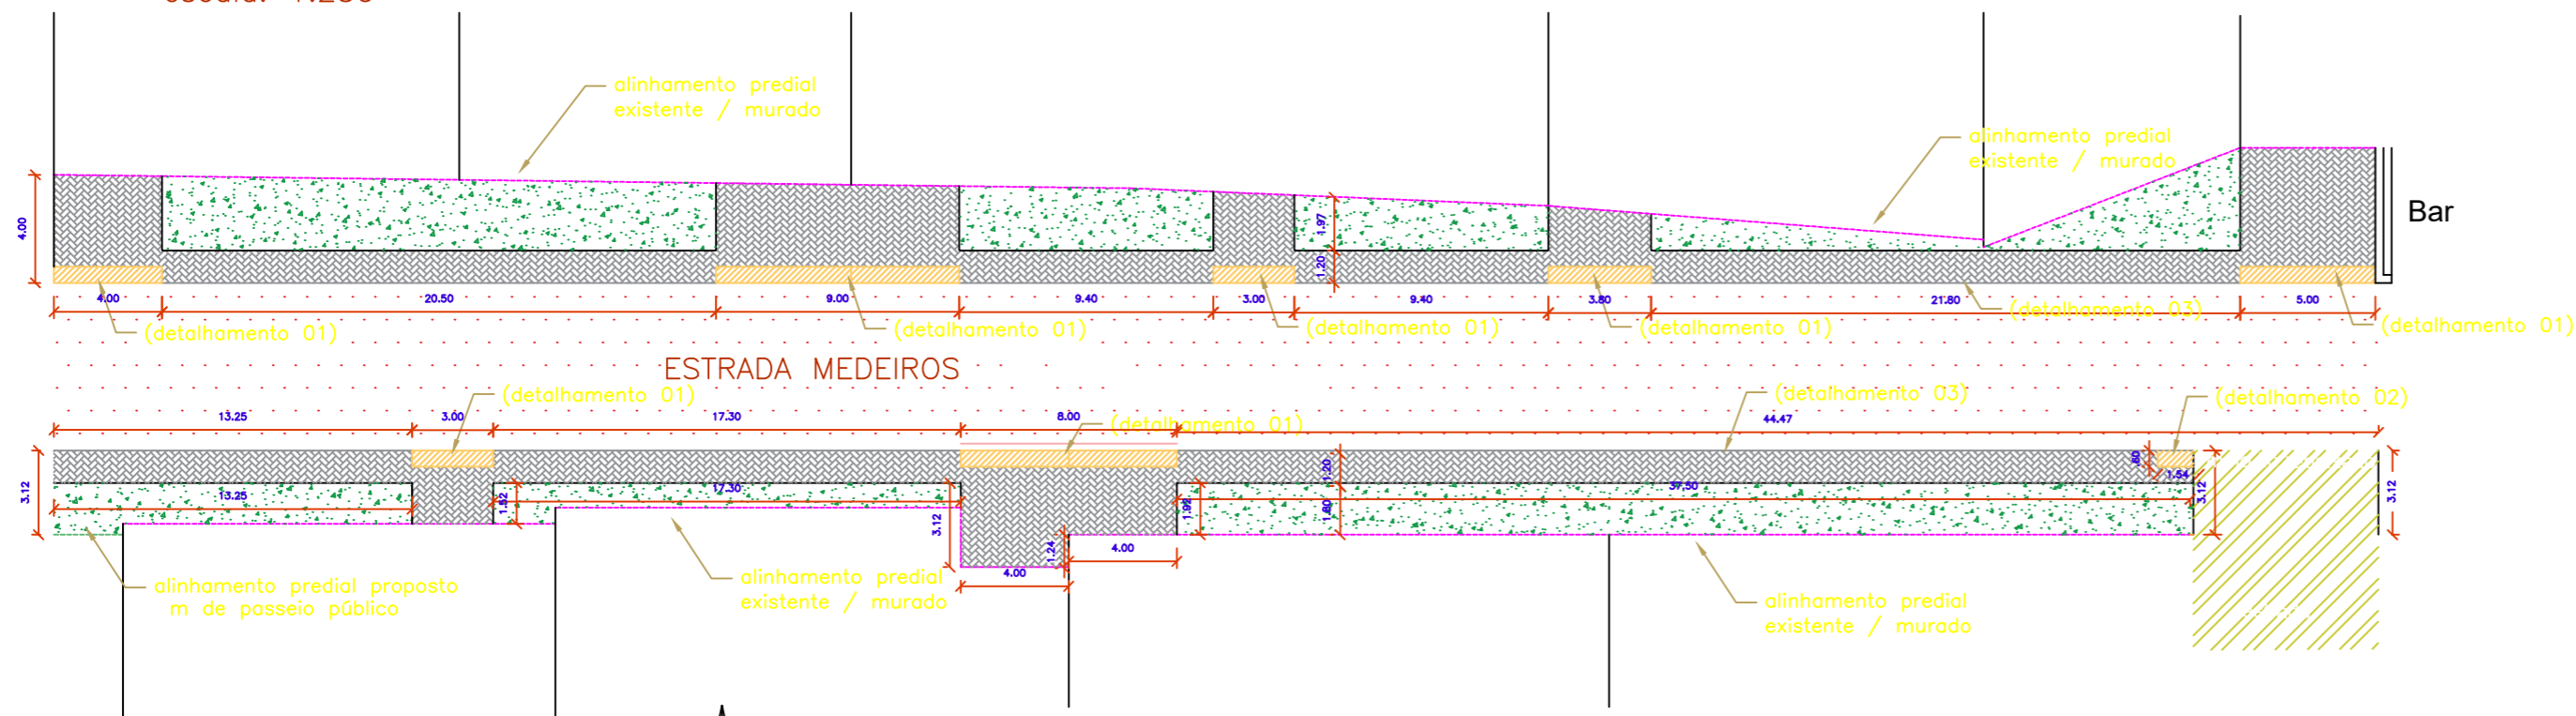 alinhamento predial
existente / murado
alinhamento predial
existente / murado
Bar
4.00
1.97
1.20
4.00
20.50
9.00
9.40
3.00
9.40
3.80
21.80
5.00
(detalhamento 01)
(detalhamento 01)
(detalhamento 01)
(detalhamento 01)
(detalhamento 03)
(detalhamento 01)
ESTRADA MEDEIROS
(detalhamento 01)
(detalhamento 01)
(detalhamento 03)
(detalhamento 02)
13.25
3.00
17.30
8.00
44.47
3.12
13.25
1.52
17.30
3.12
1.24
4.00
4.00
1.92
1.20
1.80
37.50
.60
1.54
3.12
3.12
alinhamento predial proposto
m de passeio público
alinhamento predial
existente / murado
alinhamento predial
existente / murado